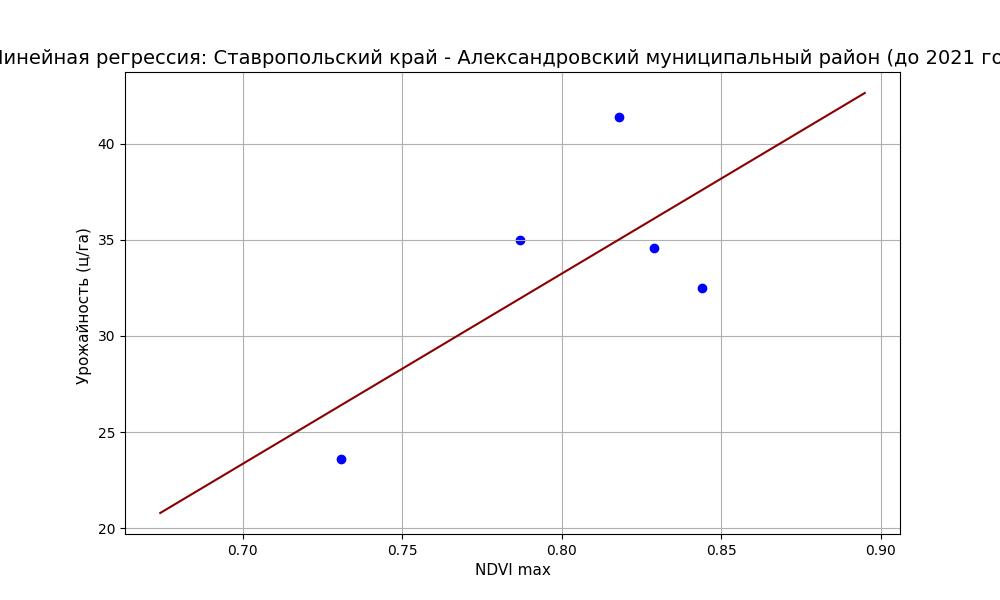 инейная регрессия: Ставропольский край - Александровский муниципальный район (до 2021 го
Урожайность (ц/га)
40
35
30
25
20
0.70 0.75 0.80 0.85 0.90
NDVI max